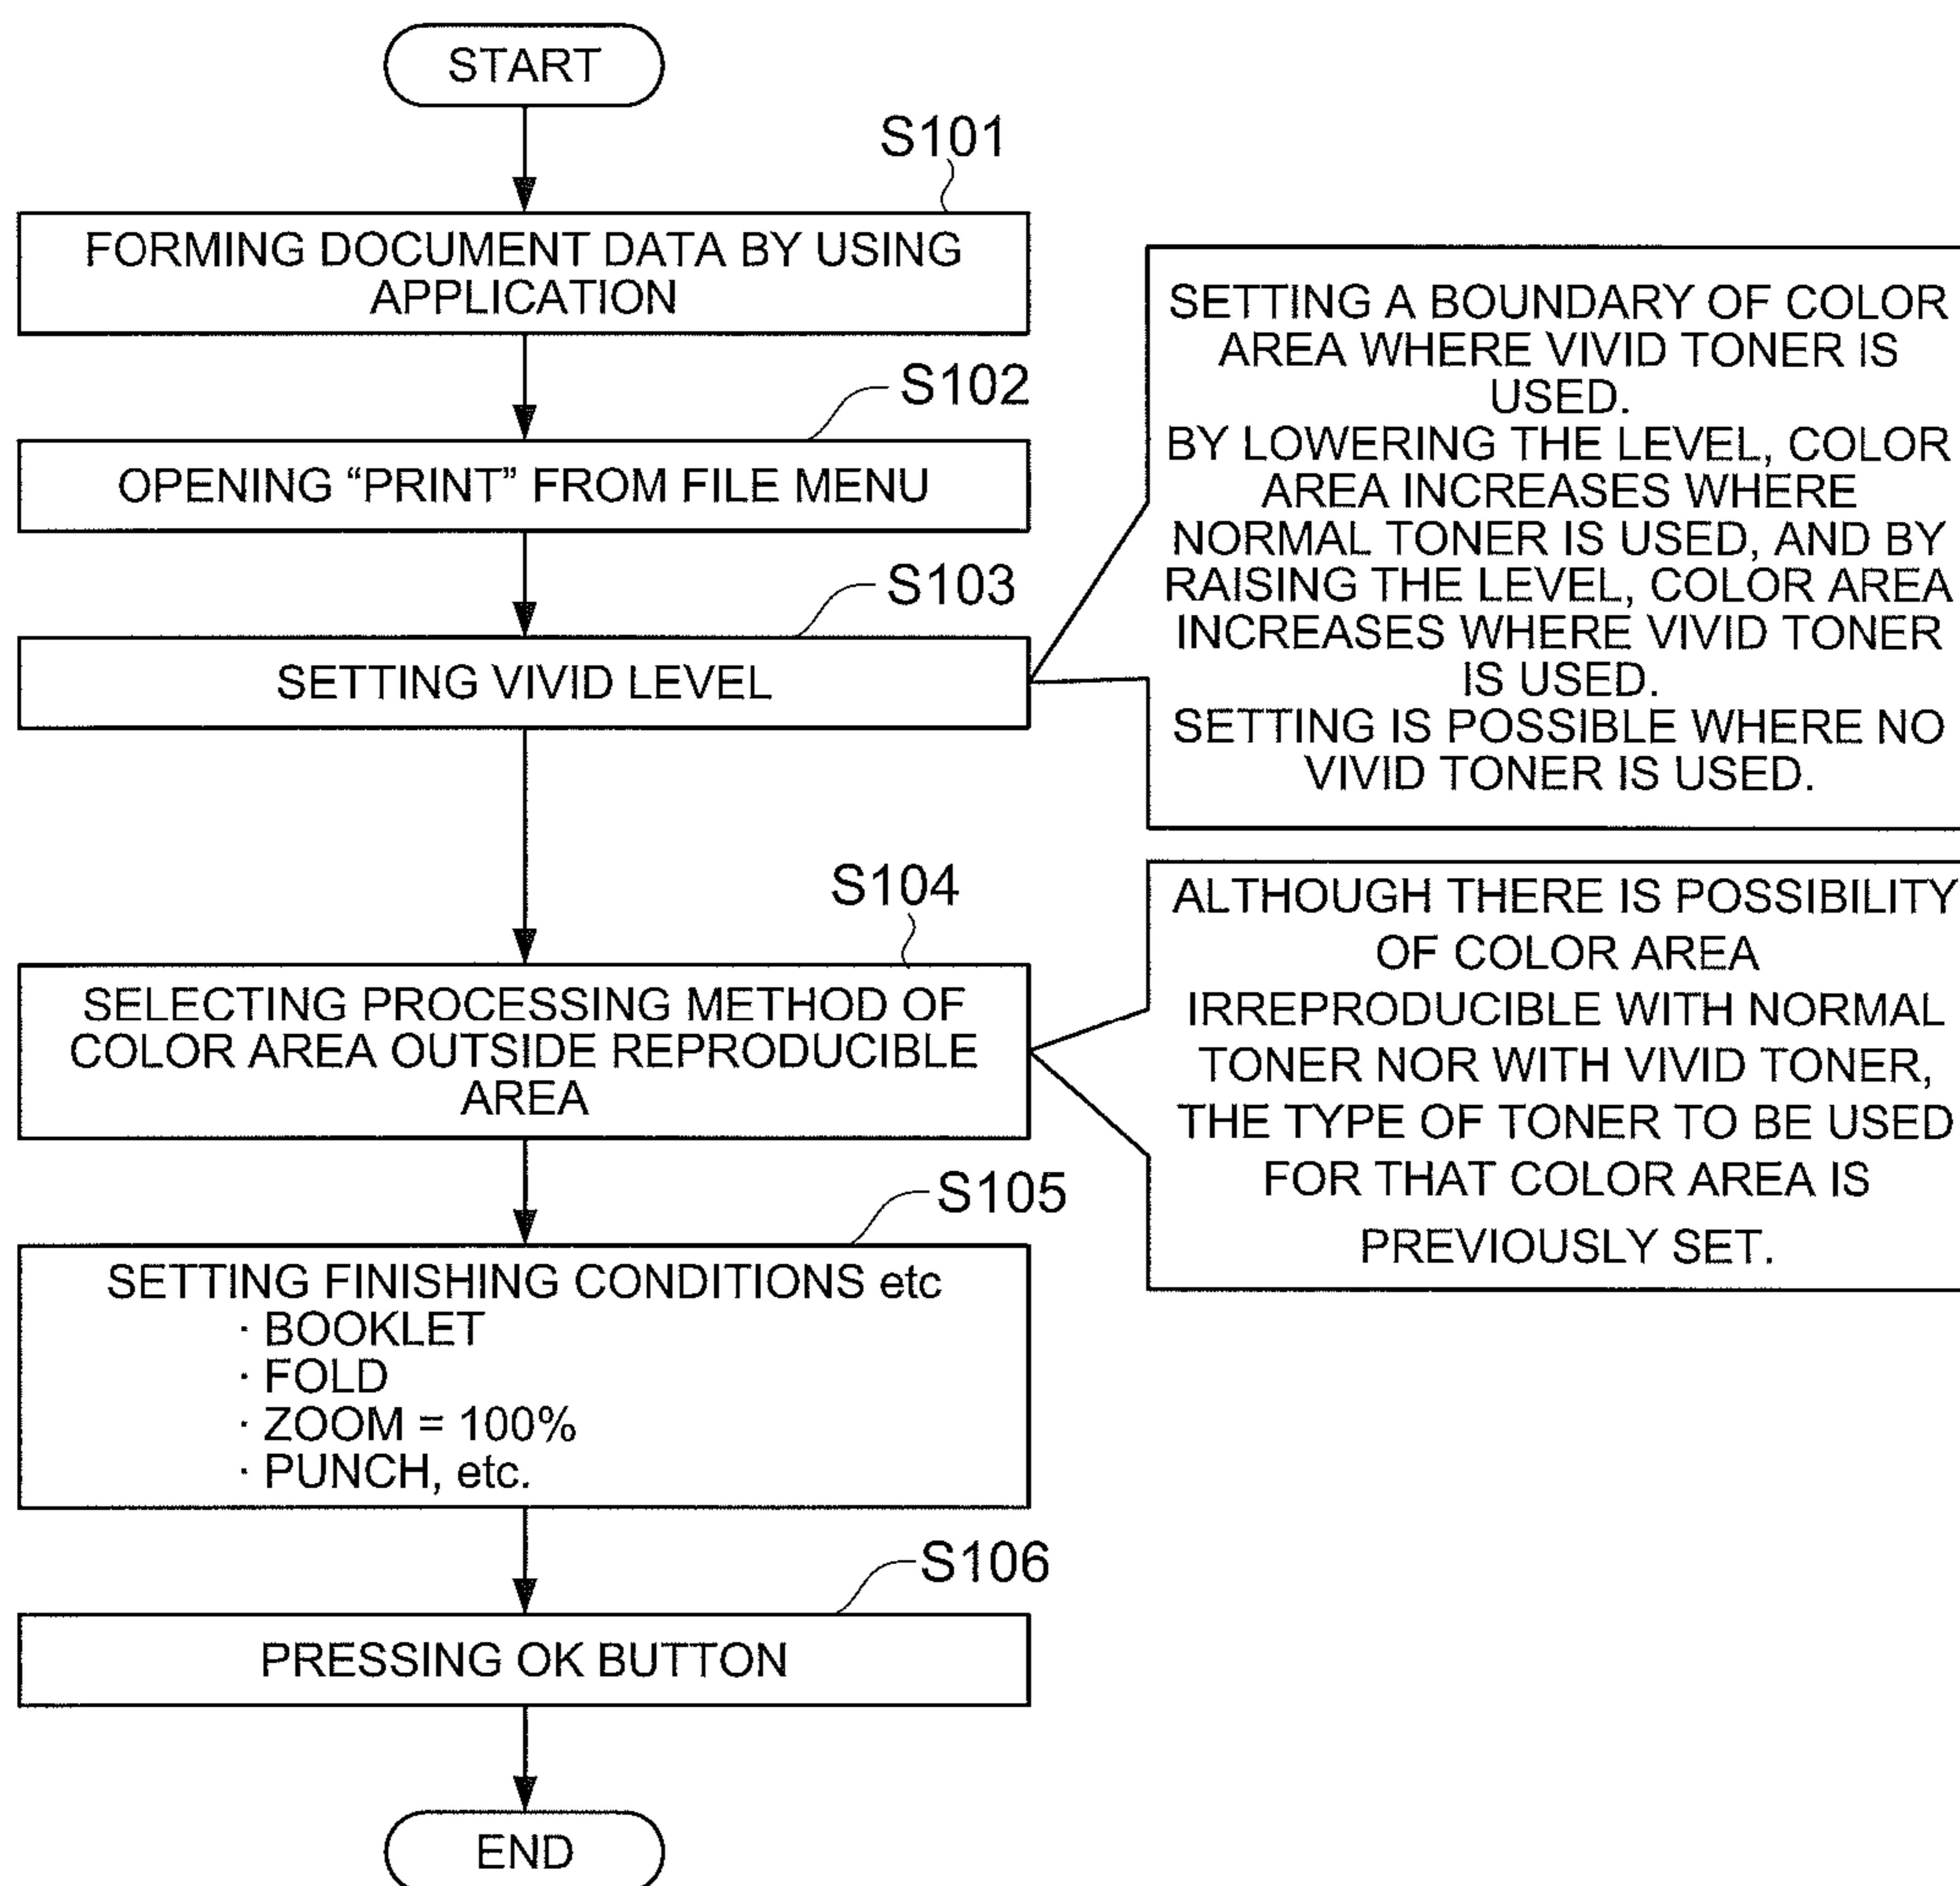 START
S101
FORMING DOCUMENT DATA BY USING
APPLICATION
S102
OPENING “PRINT” FROM FILE MENU
S103
SETTING VIVID LEVEL
SETTING A BOUNDARY OF COLOR
AREA WHERE VIVID TONER IS
USED.
BY LOWERING THE LEVEL, COLOR
AREA INCREASES WHERE
NORMAL TONER IS USED, AND BY
RAISING THE LEVEL, COLOR AREA
INCREASES WHERE VIVID TONER
IS USED.
SETTING IS POSSIBLE WHERE NO
VIVID TONER IS USED.
S104
SELECTING PROCESSING METHOD OF
COLOR AREA OUTSIDE REPRODUCIBLE
AREA
ALTHOUGH THERE IS POSSIBILITY
OF COLOR AREA
IRREPRODUCIBLE WITH NORMAL
TONER NOR WITH VIVID TONER,
THE TYPE OF TONER TO BE USED
FOR THAT COLOR AREA IS
PREVIOUSLY SET.
S105
SETTING FINISHING CONDITIONS etc
· BOOKLET
· FOLD
· ZOOM = 100%
· PUNCH, etc.
S106
PRESSING OK BUTTON
END